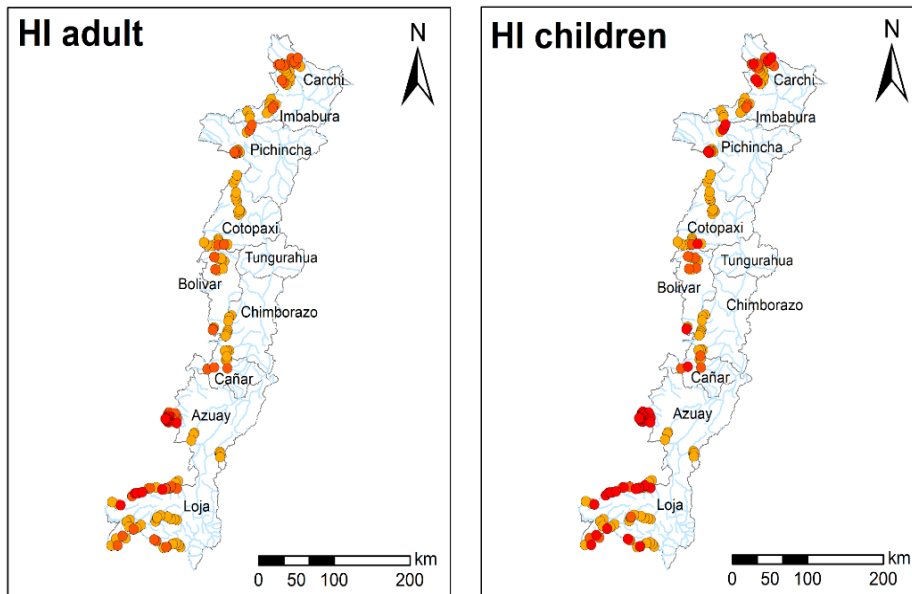 HI adult
N
Carchi
Imbabura
Pichincha
Cotopaxi
Tungurahua
Bolivar
Chimborazo
Cañar
Azuay
Loja
km
0 50 100 200
HI children
N
Carchi
Imbabura
Pichincha
Cotopaxi
Tungurahua
Bolivar
Chimborazo
Cañar
Azuay
Loja
km
0 50 100 200